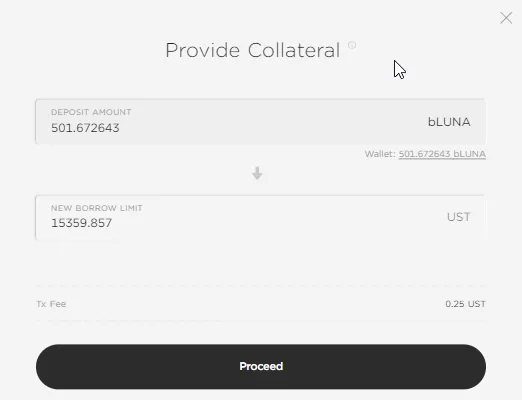 Provide Collateral
DEPOSIT AMOUNT
501.672643
bLUNA
Wallet: 501.672643 bLUNA
NEW BORROW LIMIT
15359.857
UST
Tx Fee
0.25 UST
Proceed